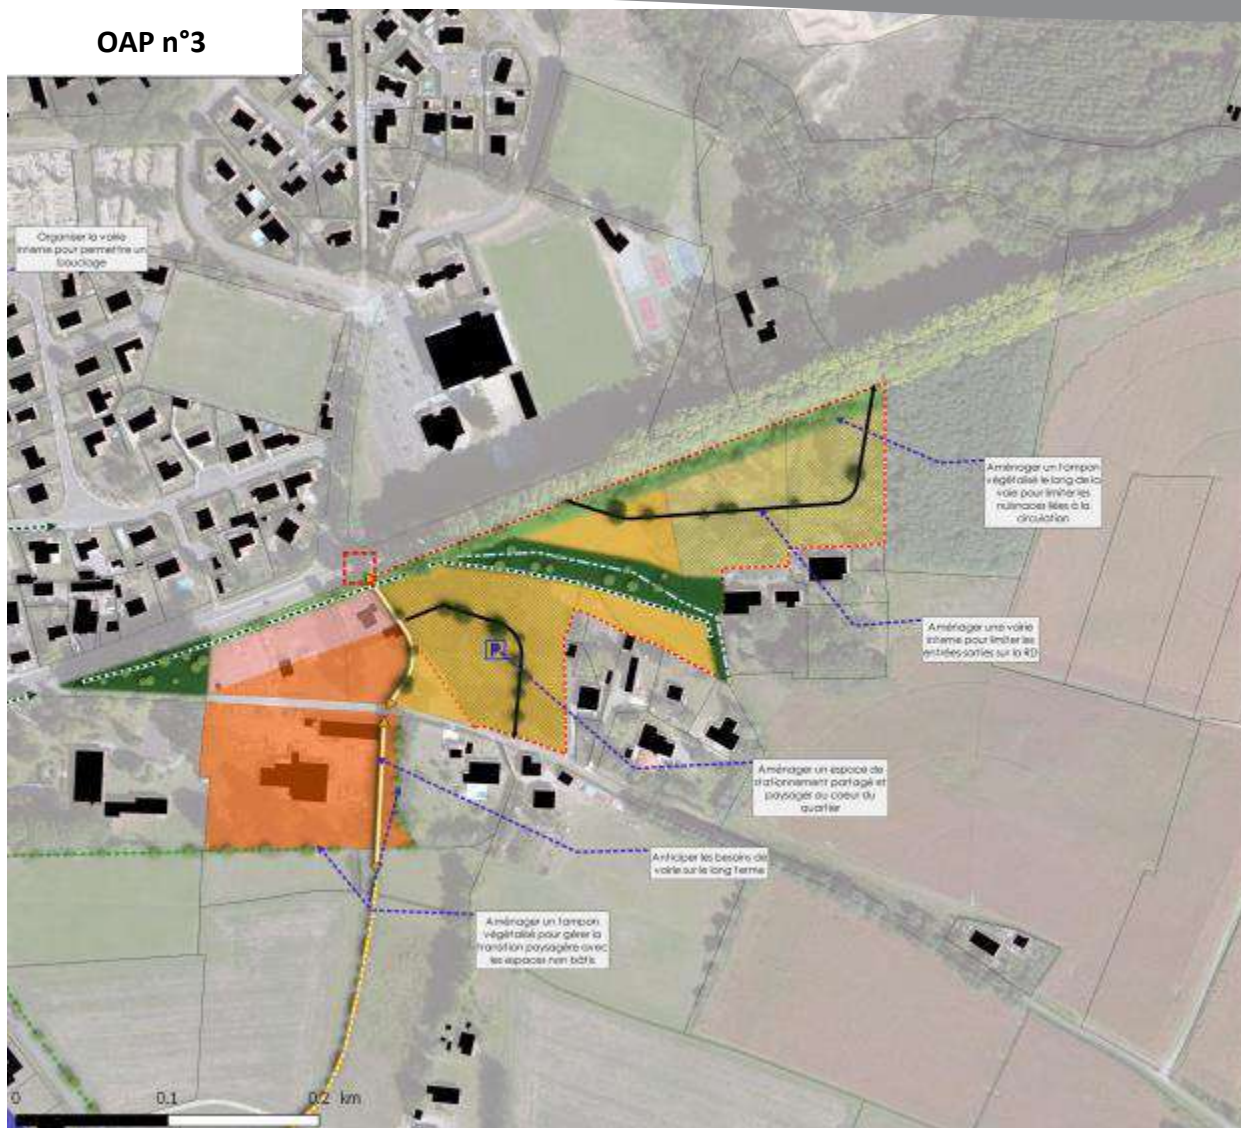 OAP n°3
Organiser la voirie
interne pour permettre un
bouclage
Aménager un tampon
végétalisé le long de la
voie pour limiter les
nuisnaces liées à la
circulation
Aménager une voirie
interne pour limiter les
entrées-sorties sur la RD
P
Aménager un espace de
stationnement partagé et
paysager au coeur du
quartier
Anticiper les besoins de
voirie sur le long terme
Aménager un tampon
végétalisé pour gérer la
transition paysagère avec
les espaces non bâtis
0 0.1 0.2 km